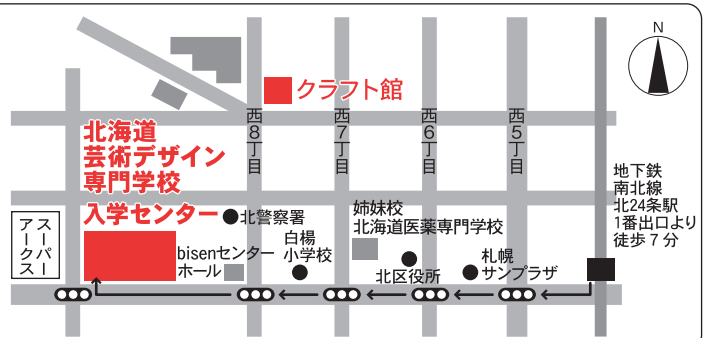 N
クラフト館
西8丁目
西7丁目
西6丁目
西5丁目
北海道
芸術デザイン
専門学校
入学センター
北警察署
bisenセンター
ホール
白楊
小学校
姉妹校
北海道医薬専門学校
北区役所
札幌
サンプラザ
地下鉄
南北線
北24条駅
1番出口より
徒歩7分
スーパー
アークス